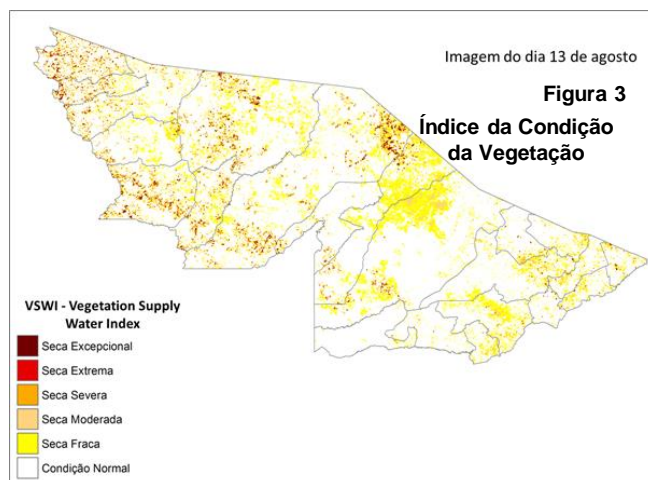 Imagem do dia 13 de agosto
Figura 3
Índice da Condição
da Vegetação
VSWI - Vegetation Supply
Water Index
Seca Excepcional
Seca Extrema
Seca Severa
Seca Moderada
Seca Fraca
Condição Normal